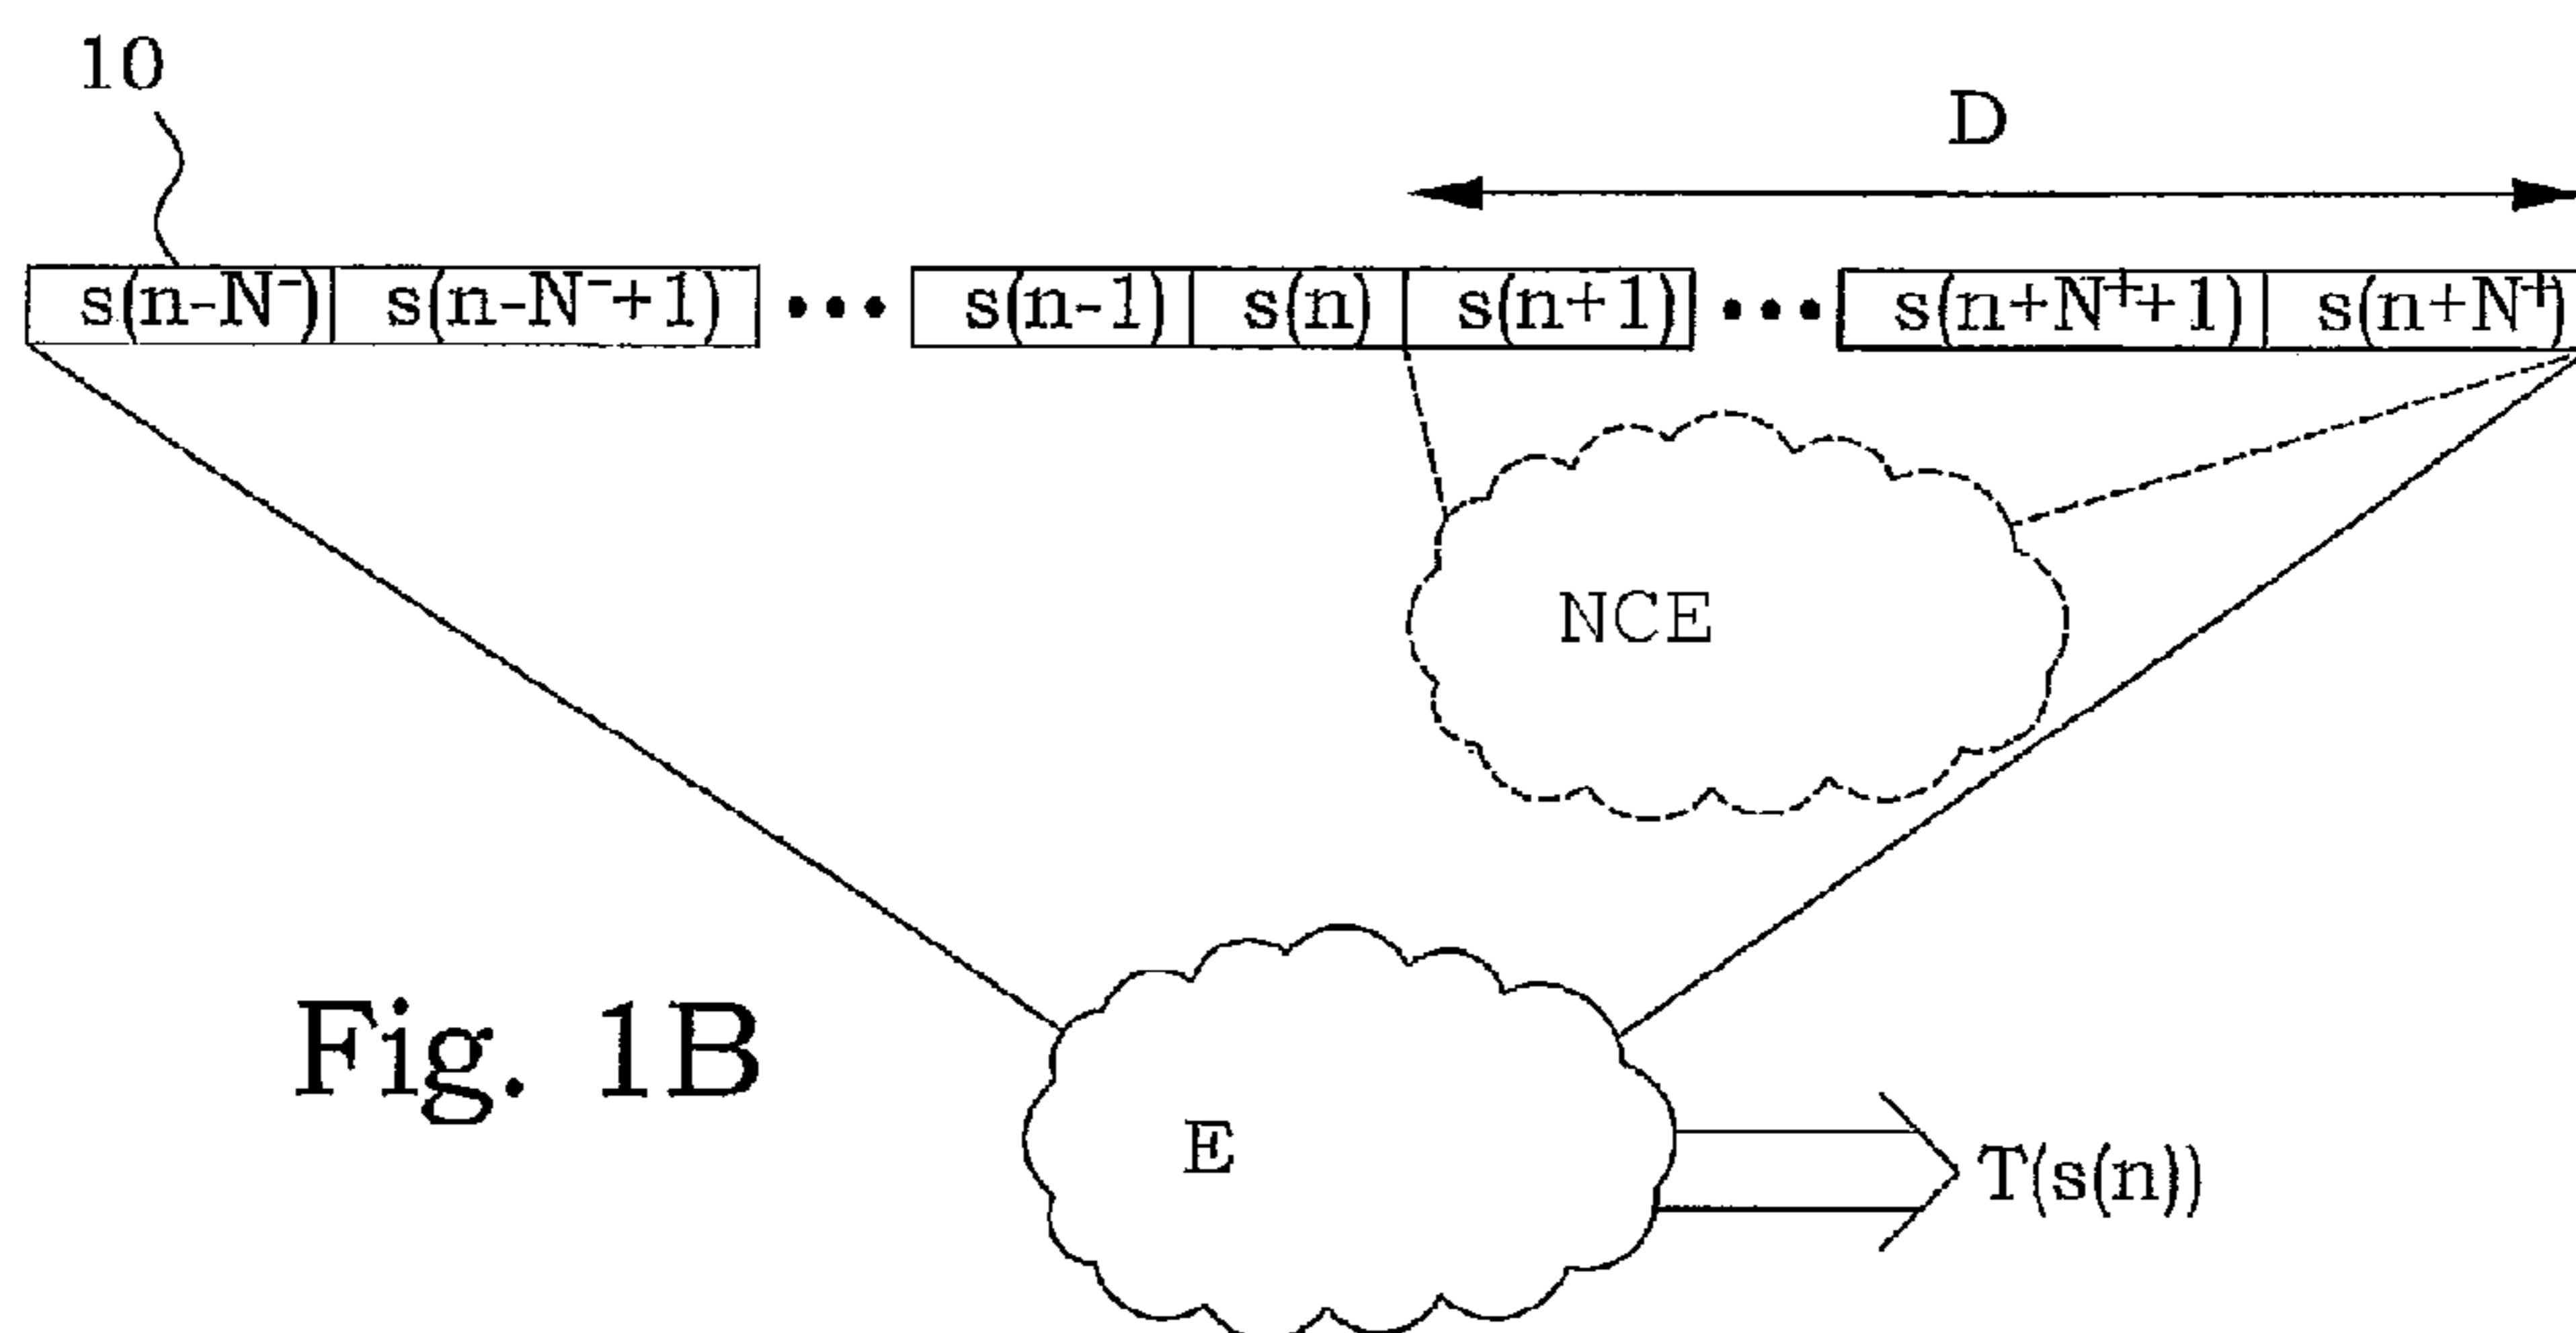 10
D
s(n-N⁻) s(n-N⁻+1) ••• s(n-1) s(n) s(n+1) ••• s(n+N⁺+1) s(n+N⁺)
NCE
Fig. 1B
E
T(s(n))